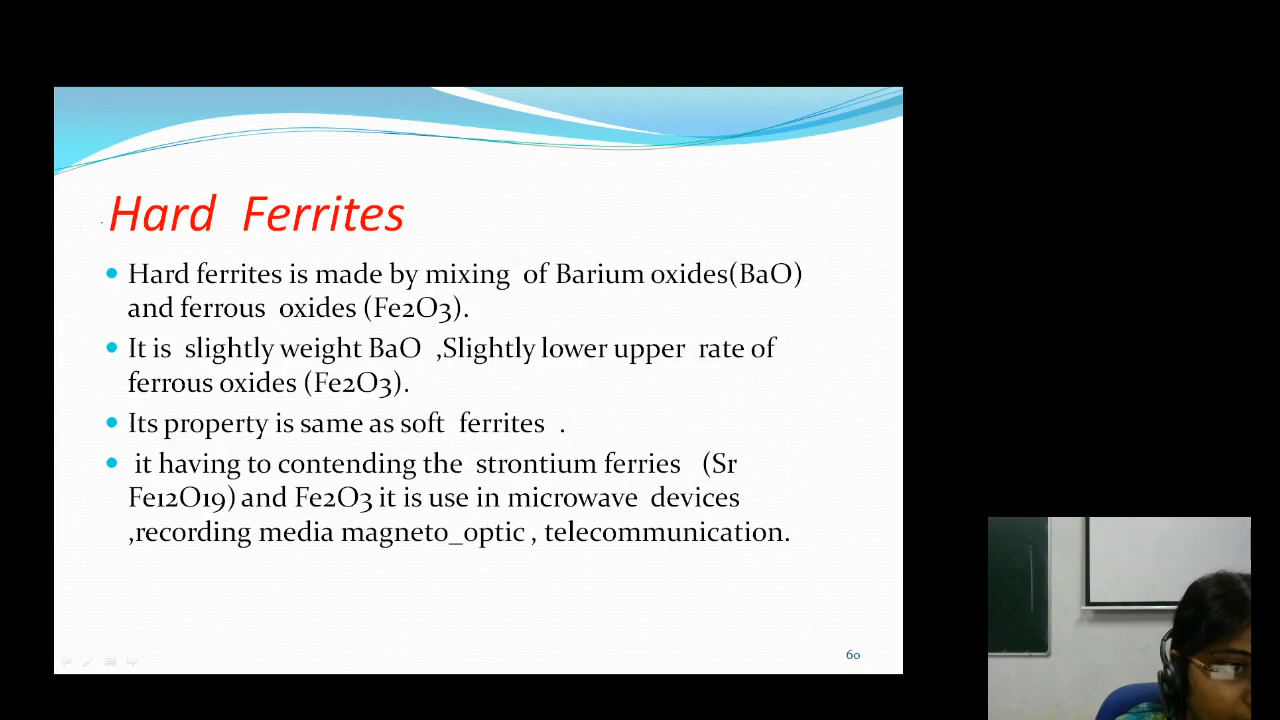 Hard Ferrites
Hard ferrites is made by mixing of Barium oxides(BaO)
and ferrous oxides (Fe2O3).
It is slightly weight BaO ,Slightly lower upper rate of
ferrous oxides (Fe2O3).
Its property is same as soft ferrites .
it having to contending the strontium ferries (Sr
Fe12O19) and Fe2O3 it is use in microwave devices
,recording media magneto_optic , telecommunication.
60